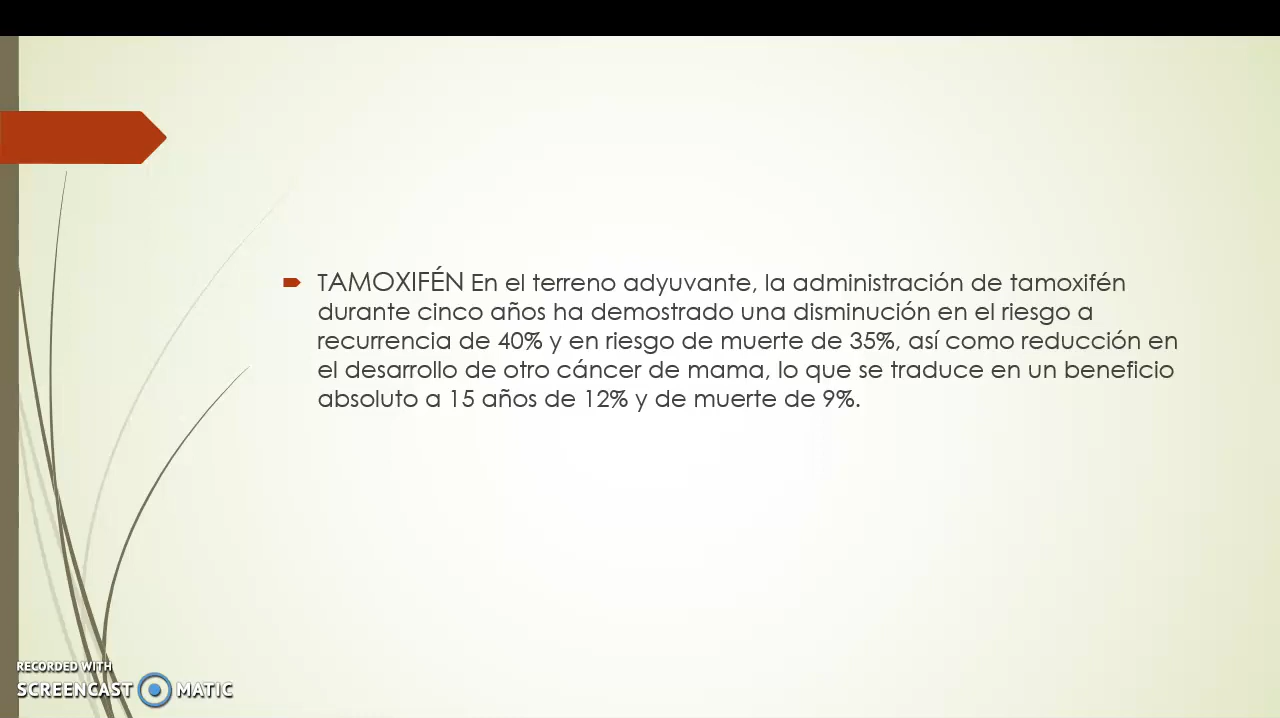 TAMOXIFÉN En el terreno adyuvante, la administración de tamoxifén
durante cinco años ha demostrado una disminución en el riesgo a
recurrencia de 40% y en riesgo de muerte de 35%, así como reducción en
el desarrollo de otro cáncer de mama, lo que se traduce en un beneficio
absoluto a 15 años de 12% y de muerte de 9%.
RECORDED WITH
SCREENCAST MATIC